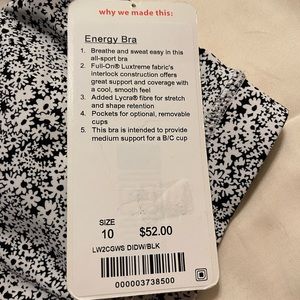 why we made this:
Energy Bra
1. Breathe and sweat easy in this
all-sport bra
2. Full-On® Luxtreme fabric's
interlock construction offers
great support and coverage with
a cool, smooth feel
3. Added Lycra® fibre for stretch
and shape retention
4. Pockets for optional, removable
cups
5. This bra is intended to provide
medium support for a B/C cup
SIZE
10 $52.00
LW2CGWS DIDW/BLK
000003738500